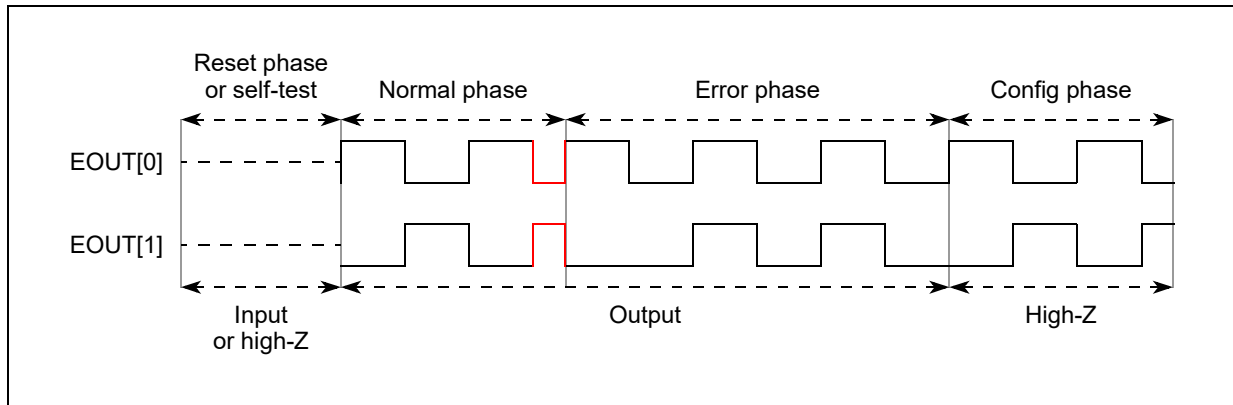 Reset phase
or self-test
Normal phase
Error phase
Config phase
EOUT[0]
EOUT[1]
Input
or high-Z
Output
High-Z